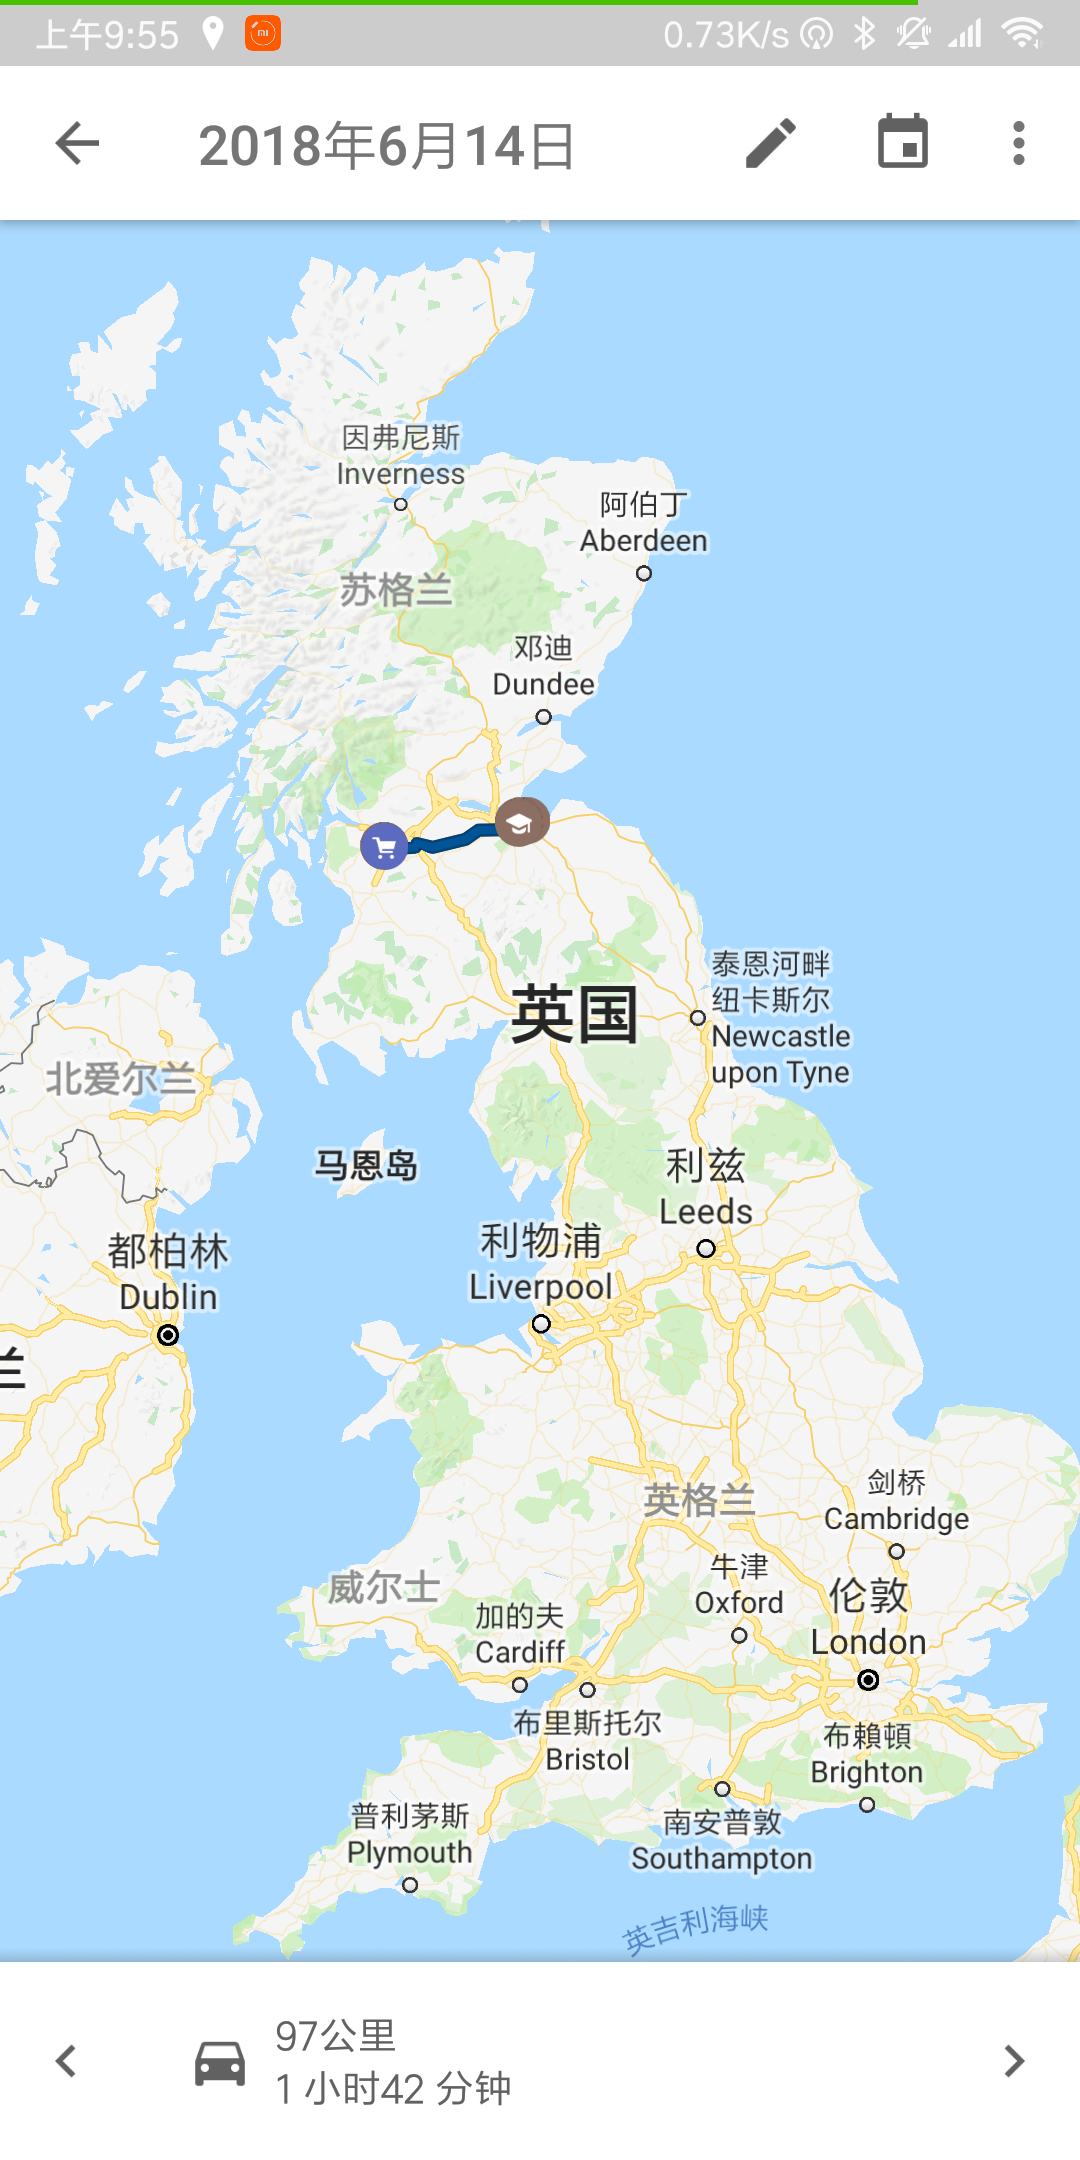 上午9:55
0.73K/s
2018年6月14日
因弗尼斯
Inverness
阿伯丁
Aberdeen
苏格兰
邓迪
Dundee
泰恩河畔
纽卡斯尔
Newcastle
upon Tyne
英国
北爱尔兰
马恩岛
利兹
Leeds
都柏林
Dublin
利物浦
Liverpool
兰
剑桥
Cambridge
英格兰
牛津
Oxford
伦敦
London
威尔士
加的夫
Cardiff
布里斯托尔
Bristol
布賴頓
Brighton
普利茅斯
Plymouth
南安普敦
Southampton
英吉利海峡
97公里
1 小时42 分钟